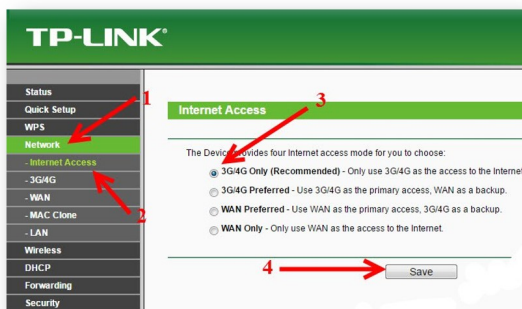 TP-LINK®
Status
Quick Setup
WPS
Network
- Internet Access
- 3G/4G
- WAN
- MAC Clone
- LAN
Wireless
DHCP
Forwarding
Security
1
2
Internet Access
3
The Device provides four Internet access mode for you to choose:
3G/4G Only (Recommended) - Only use 3G/4G as the access to the Internet
3G/4G Preferred - Use 3G/4G as the primary access, WAN as a backup.
WAN Preferred - Use WAN as the primary access, 3G/4G as a backup.
WAN Only - Only use WAN as the access to the Internet.
4
Save